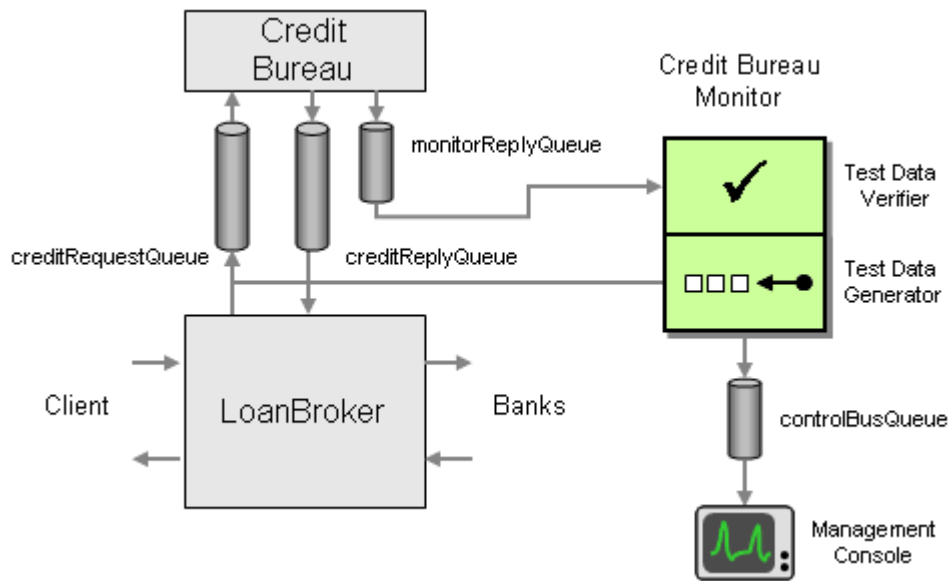 Credit
Bureau
Credit Bureau
Monitor
monitorReplyQueue
Test Data
Verifier
creditRequestQueue
creditReplyQueue
Test Data
Generator
Client
LoanBroker
Banks
controlBusQueue
Management
Console